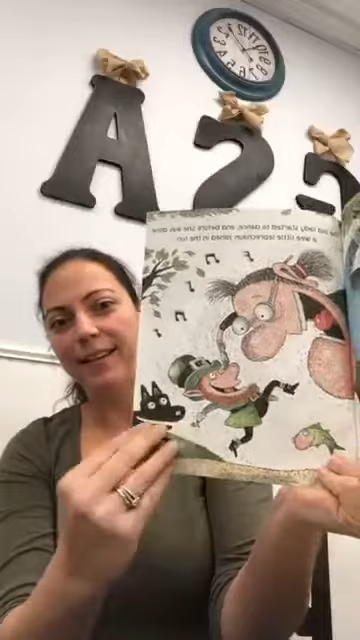 S A
old lady started to dance, and, before she was done
a wee little leprechaun joined in the fun